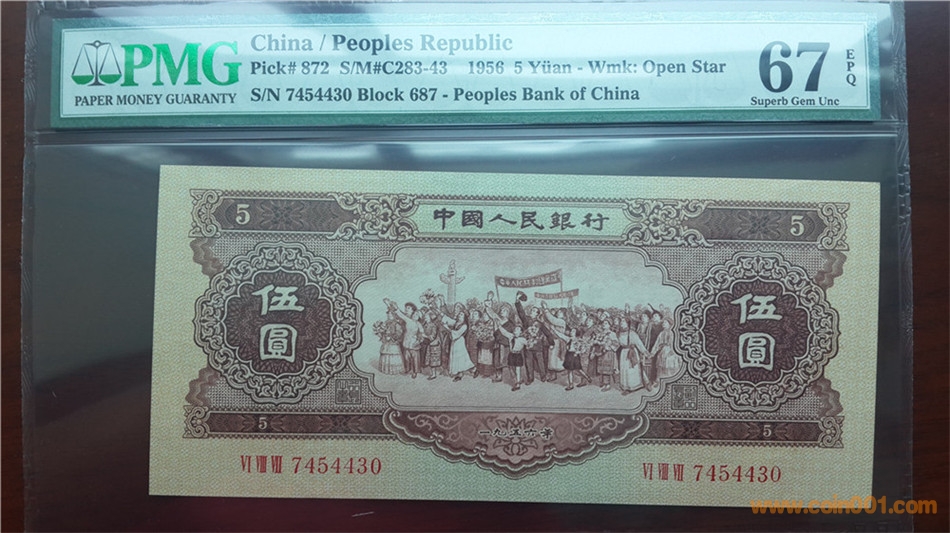 PMG
PAPER MONEY GUARANTY
China / Peoples Republic
Pick# 872 S/M#C283-43 1956 5 Yüan - Wmk: Open Star
S/N 7454430 Block 687 - Peoples Bank of China
67
EPQ
Superb Gem Unc
5 中國人民銀行 5
伍圓
伍圓
5 一九五六年 5
VI VIII VII 7454430
VI VIII VII 7454430
www.coin001.com